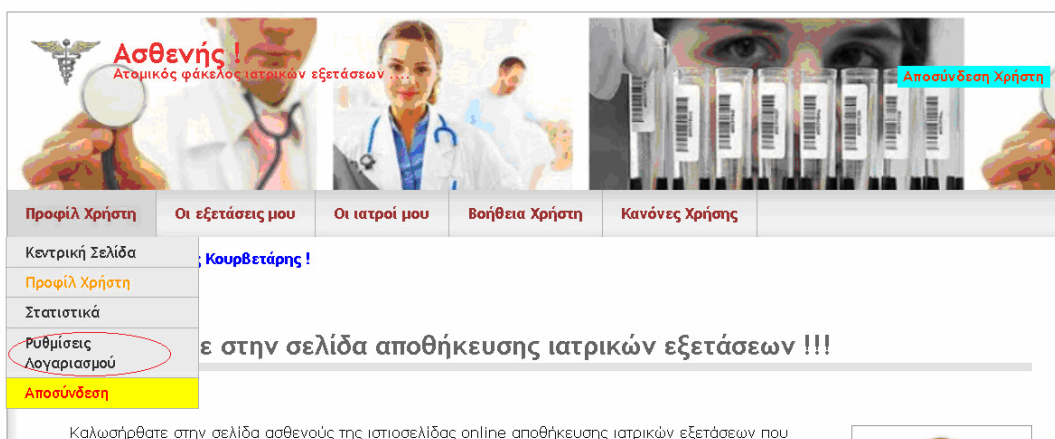 Ασθενής !
Ατομικός φάκελος ιατρικών εξετάσεων ....
Αποσύνδεση Χρήστη
Προφίλ Χρήστη Οι εξετάσεις μου Οι ιατροί μου Βοήθεια Χρήστη Κανόνες Χρήσης
Κεντρική Σελίδα
ς Κουρβετάρης !
Προφίλ Χρήστη
Στατιστικά
Ρυθμίσεις
Λογαριασμού
ε στην σελίδα αποθήκευσης ιατρικών εξετάσεων !!!
Αποσύνδεση
Καλωσήρθατε στην σελίδα ασθενούς της ιστιοσελίδας online αποθήκευσης ιατρικών εξετάσεων που